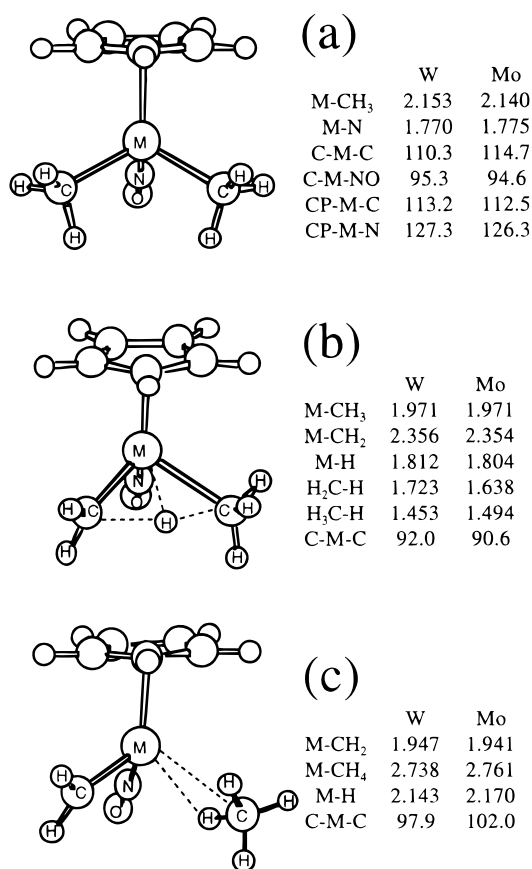 (a)
W Mo
M-CH₃ 2.153 2.140
M-N 1.770 1.775
C-M-C 110.3 114.7
C-M-NO 95.3 94.6
CP-M-C 113.2 112.5
CP-M-N 127.3 126.3
M
H N H
H C O C H
H H
(b)
W Mo
M-CH₃ 1.971 1.971
M-CH₂ 2.356 2.354
M-H 1.812 1.804
H₂C-H 1.723 1.638
H₃C-H 1.453 1.494
C-M-C 92.0 90.6
M
N H
H C O C H
H
H H
(c)
W Mo
M-CH₂ 1.947 1.941
M-CH₄ 2.738 2.761
M-H 2.143 2.170
C-M-C 97.9 102.0
M
H N H
C O H
H H C
H